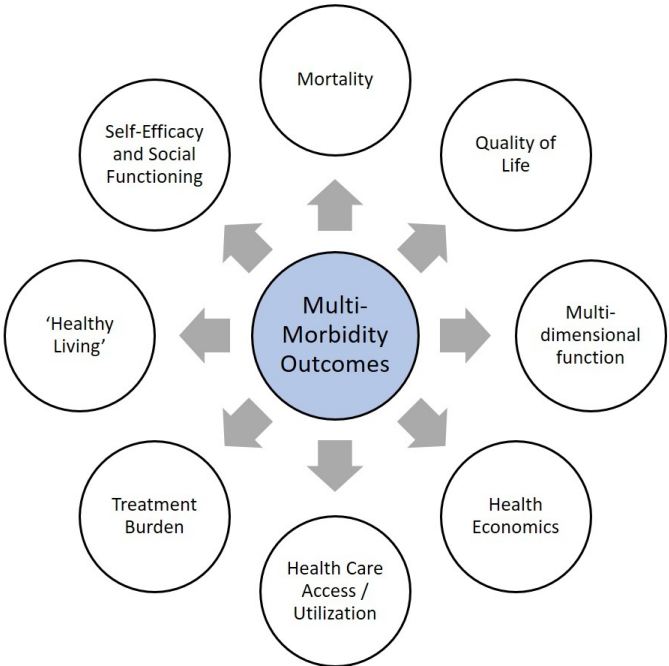 Mortality
Quality of
Life
Multi-
dimensional
function
Health
Economics
Health Care
Access /
Utilization
Treatment
Burden
‘Healthy
Living’
Self-Efficacy
and Social
Functioning
Multi-
Morbidity
Outcomes